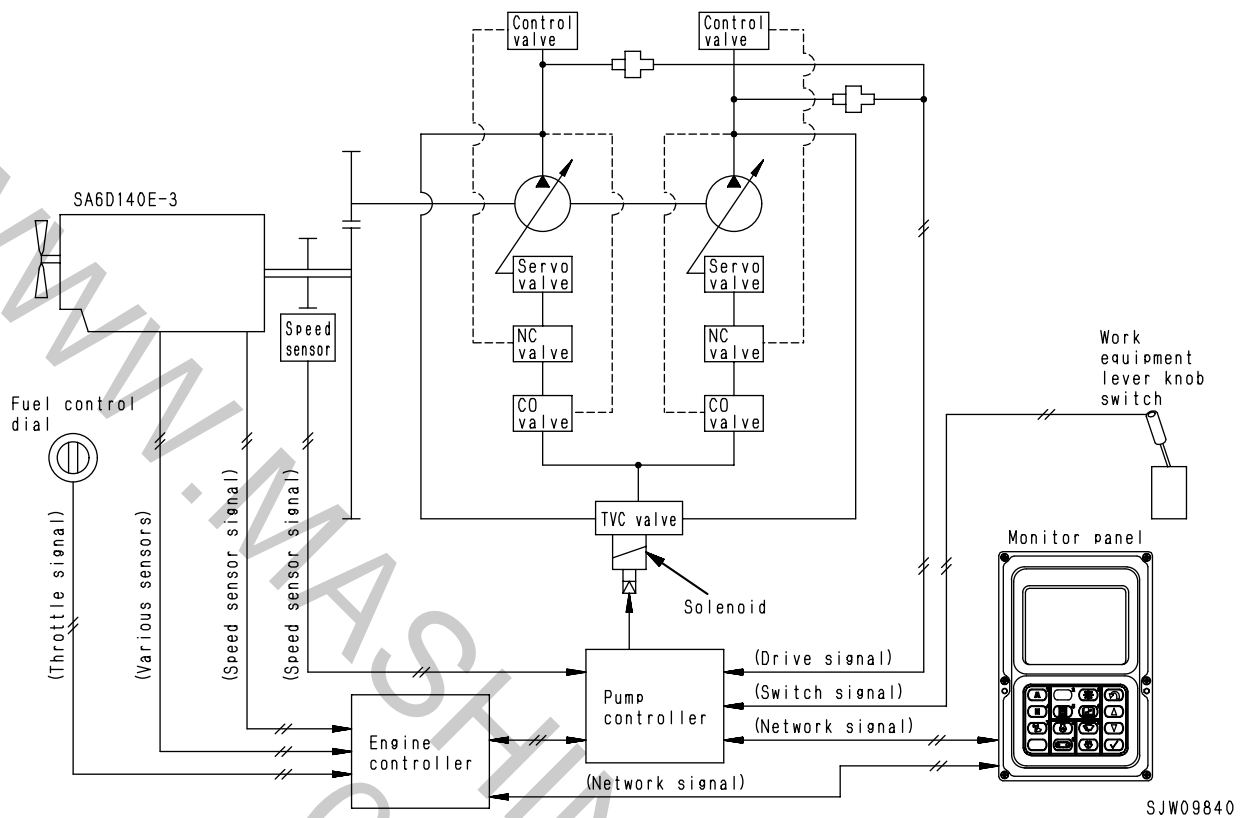 Control
valve
Control
valve
SA6D140E-3
Servo
valve
Servo
valve
Speed
sensor
NC
valve
NC
valve
Work
equipment
lever knob
switch
Fuel control
dial
CO
valve
CO
valve
(Throttle signal)
(Various sensors)
(Speed sensor signal)
(Speed sensor signal)
TVC valve
Monitor panel
Solenoid
(Drive signal)
(Switch signal)
(Network signal)
Pump
controller
Engine
controller
(Network signal)
SJW09840
WWW.MASHIN